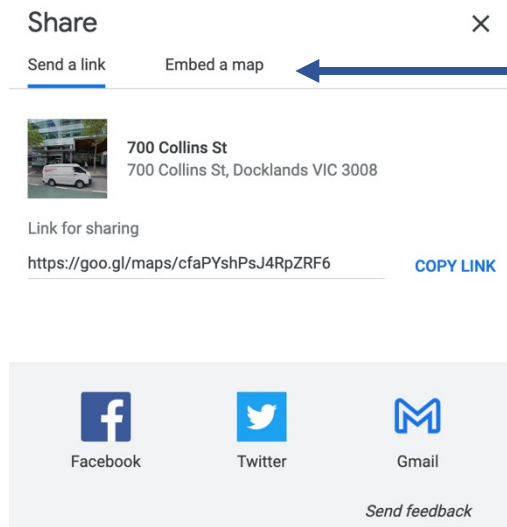 Share
Send a link Embed a map
700 Collins St
700 Collins St, Docklands VIC 3008
Link for sharing
https://goo.gl/maps/cfaPYshPsJ4RpZRF6 COPY LINK
Facebook Twitter Gmail
Send feedback